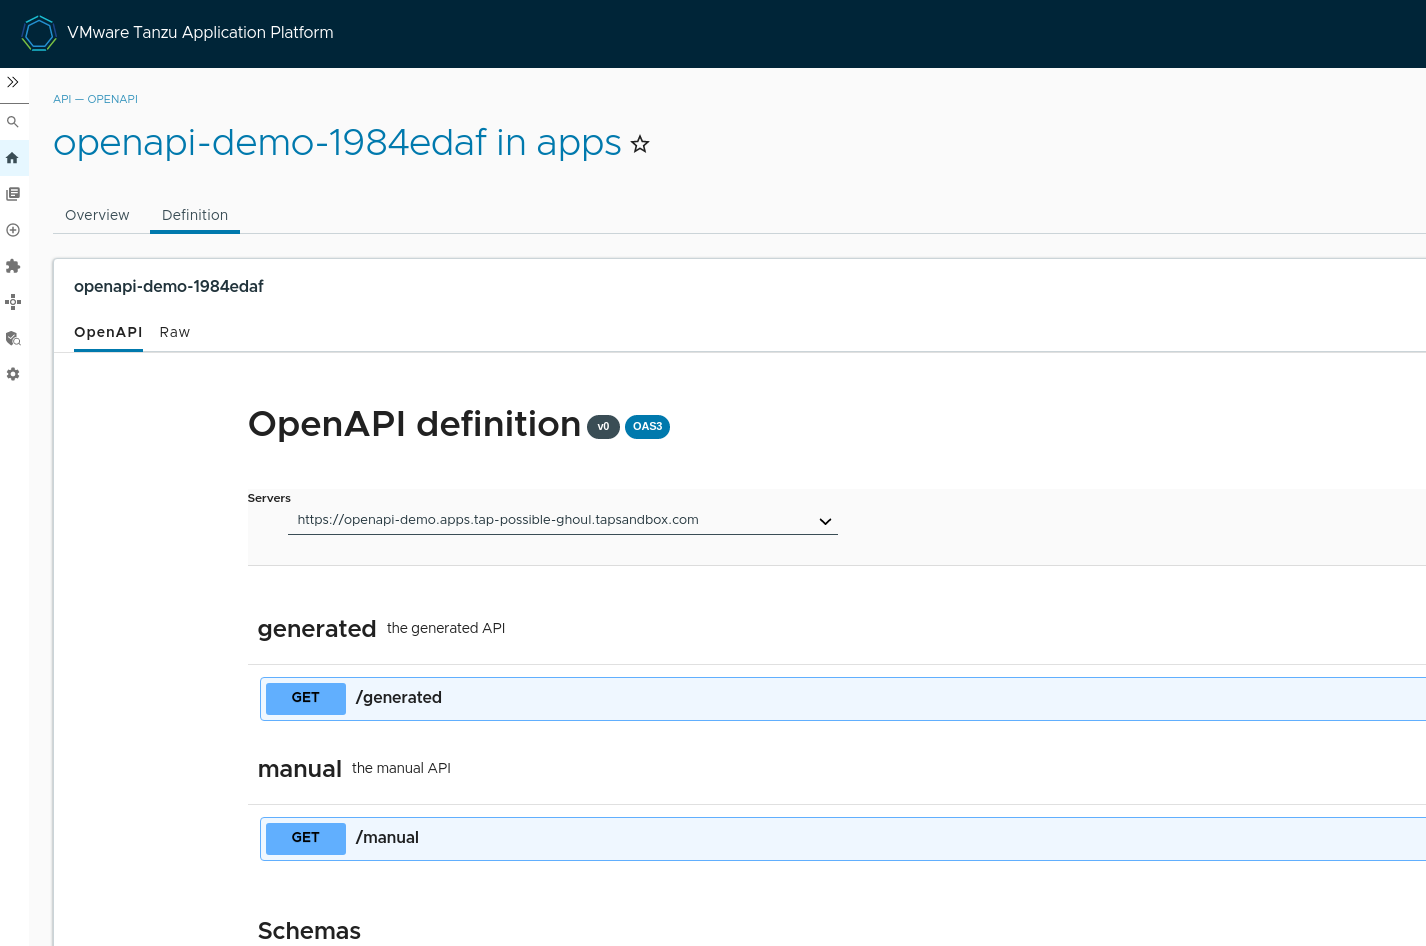 VMware Tanzu Application Platform
API — OPENAPI
openapi-demo-1984edaf in apps
Overview Definition
openapi-demo-1984edaf
OpenAPI Raw
OpenAPI definition v0 OAS3
Servers
https://openapi-demo.apps.tap-possible-ghoul.tapsandbox.com
generated the generated API
GET /generated
manual the manual API
GET /manual
Schemas